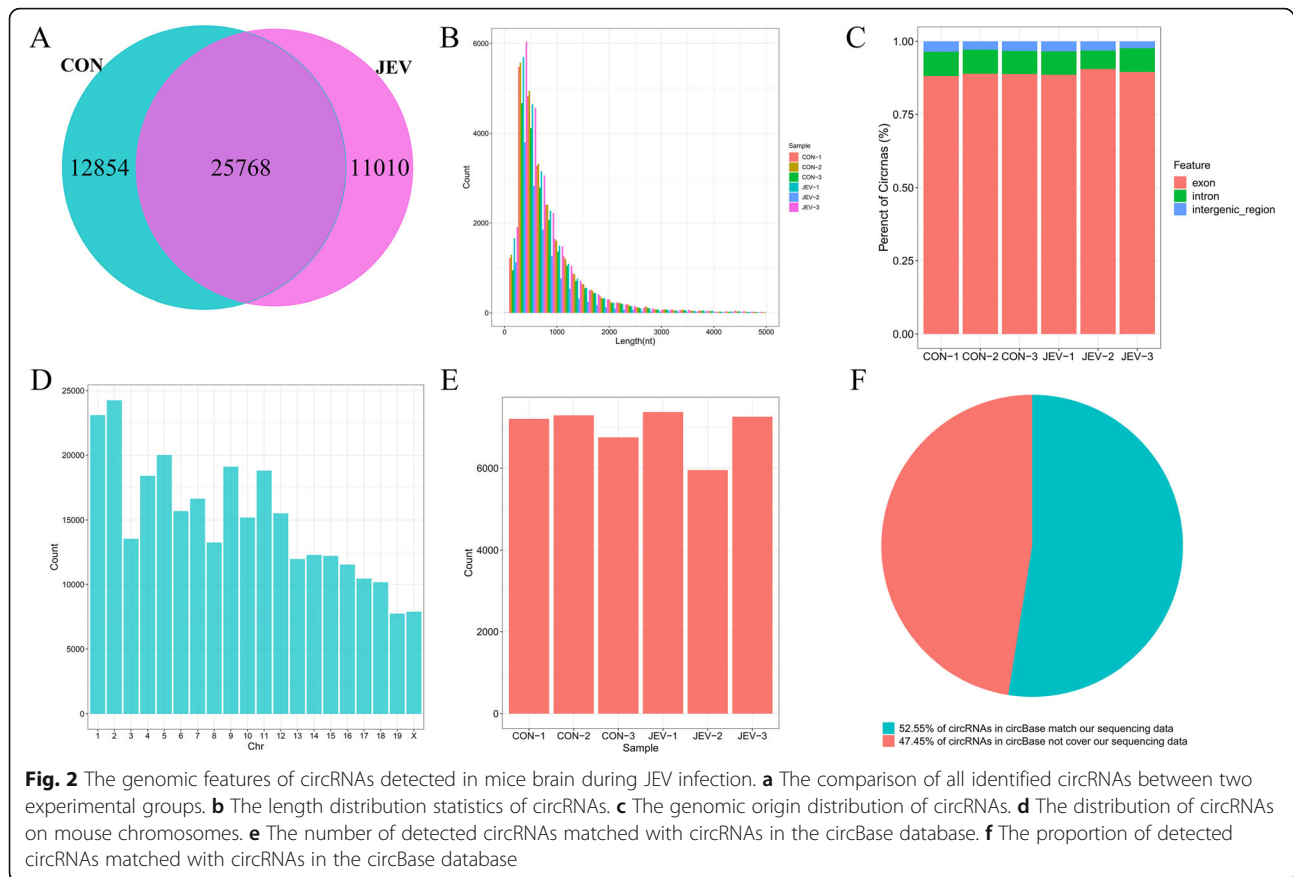 A
CON
JEV
12854
25768
11010
B
6000
4000
2000
0
Count
0 1000 2000 3000 4000 5000
Length(nt)
Sample
CON-1
CON-2
CON-3
JEV-1
JEV-2
JEV-3
C
1.00
0.75
0.50
0.25
0.00
Perenct of Circrnas (%)
CON-1 CON-2 CON-3 JEV-1 JEV-2 JEV-3
Feature
exon
intron
intergenic_region
D
25000
20000
15000
10000
5000
0
Count
1 2 3 4 5 6 7 8 9 10 11 12 13 14 15 16 17 18 19 X
Chr
E
6000
4000
2000
0
Count
CON-1 CON-2 CON-3 JEV-1 JEV-2 JEV-3
Sample
F
52.55% of circRNAs in circBase match our sequencing data
47.45% of circRNAs in circBase not cover our sequencing data
Fig. 2 The genomic features of circRNAs detected in mice brain during JEV infection. a The comparison of all identified circRNAs between two
experimental groups. b The length distribution statistics of circRNAs. c The genomic origin distribution of circRNAs. d The distribution of circRNAs
on mouse chromosomes. e The number of detected circRNAs matched with circRNAs in the circBase database. f The proportion of detected
circRNAs matched with circRNAs in the circBase database